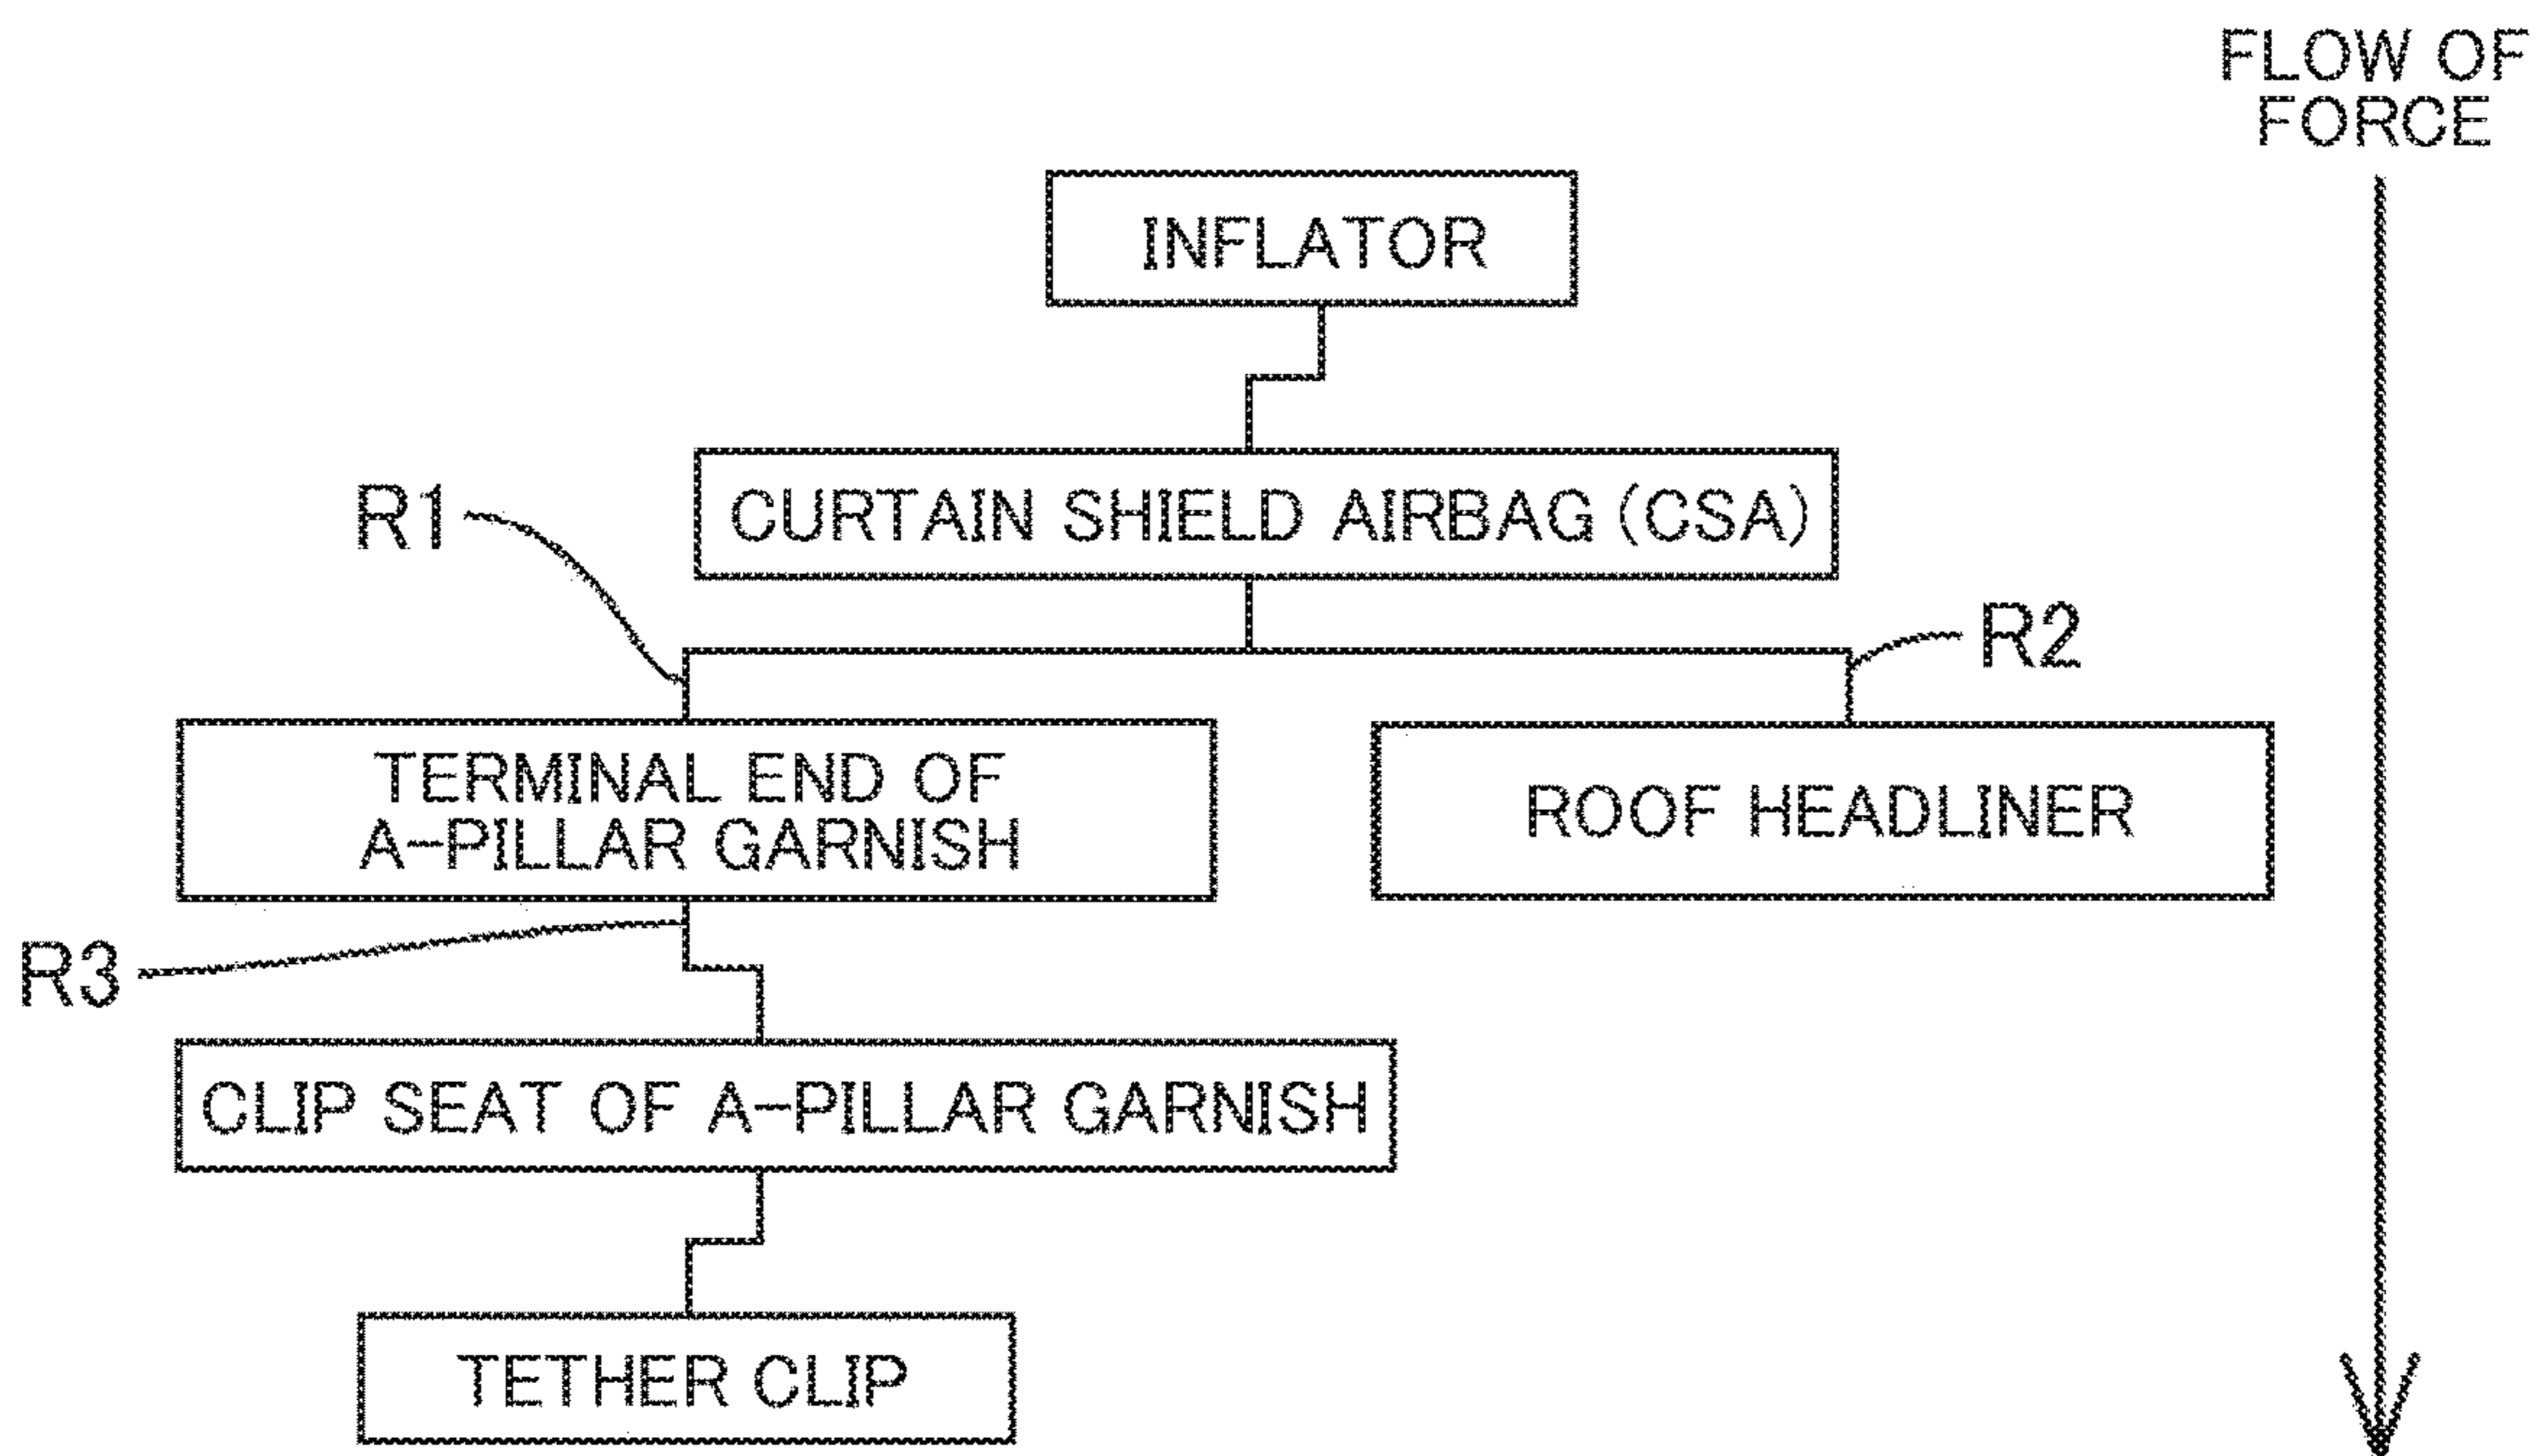 FLOW OF
FORCE
INFLATOR
CURTAIN SHIELD AIRBAG (CSA)
R1
R2
TERMINAL END OF
A-PILLAR GARNISH
ROOF HEADLINER
R3
CLIP SEAT OF A-PILLAR GARNISH
TETHER CLIP